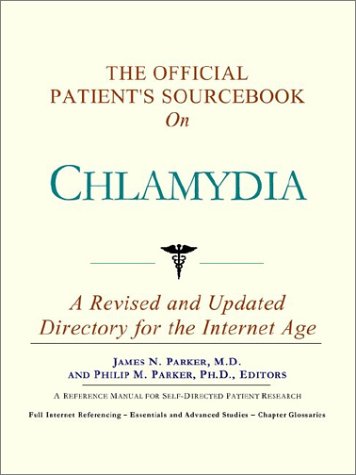 THE OFFICIAL
PATIENT'S SOURCEBOOK
On
CHLAMYDIA
A Revised and Updated
Directory for the Internet Age
JAMES N. PARKER, M.D.
AND PHILIP M. PARKER, PH.D., EDITORS
A REFERENCE MANUAL FOR SELF-DIRECTED PATIENT RESEARCH
Full Internet Referencing – Essentials and Advanced Studies – Chapter Glossaries